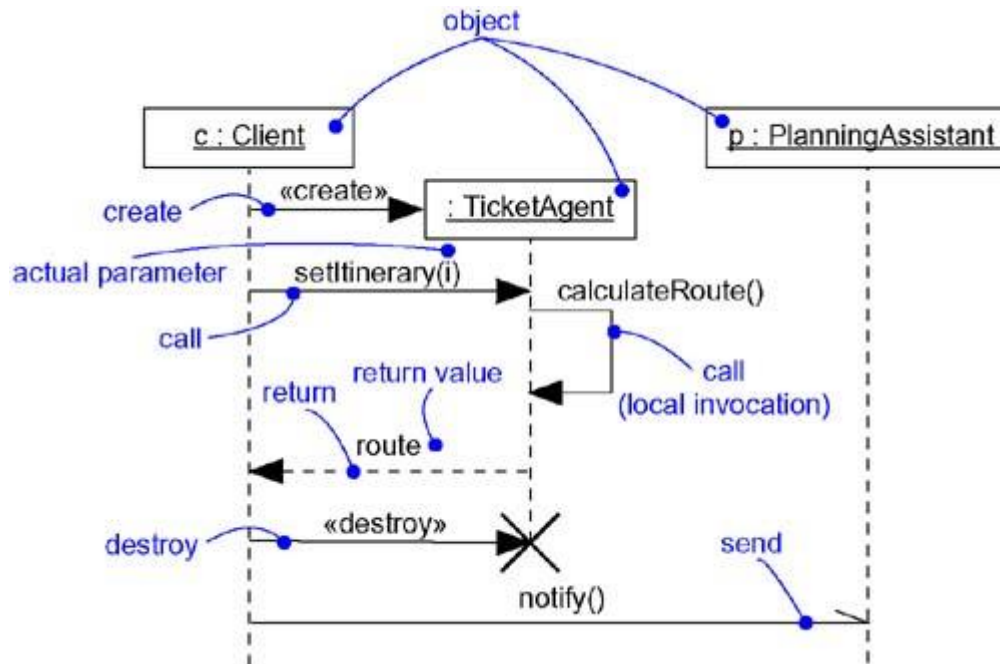 object
c : Client
p : PlanningAssistant
«create»
: TicketAgent
create
actual parameter
setItinerary(i)
calculateRoute()
call
return value
call
(local invocation)
return
route
«destroy»
destroy
send
notify()